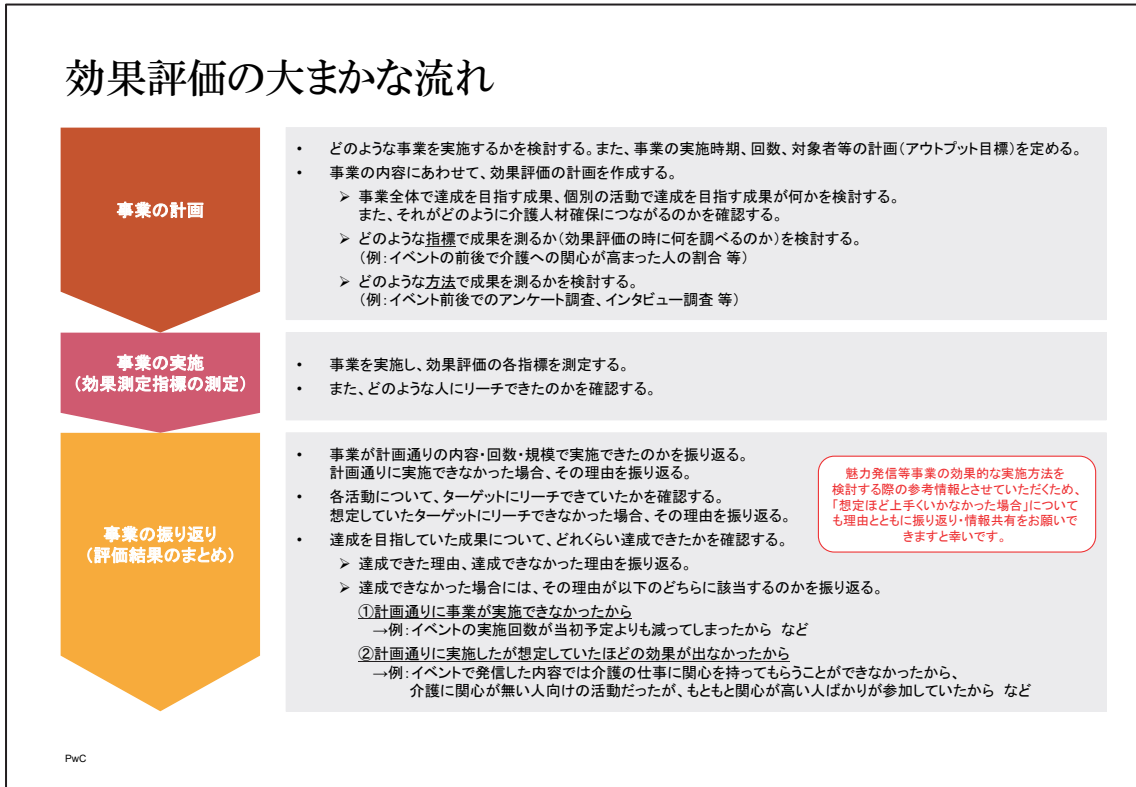 効果評価の大まかな流れ
事業の計画
• どのような事業を実施するかを検討する。また、事業の実施時期、回数、対象者等の計画(アウトプット目標)を定める。
• 事業の内容にあわせて、効果評価の計画を作成する。
➢ 事業全体で達成を目指す成果、個別の活動で達成を目指す成果が何かを検討する。
また、それがどのように介護人材確保につながるのかを確認する。
➢ どのような指標で成果を測るか(効果評価の時に何を調べるのか)を検討する。
(例:イベントの前後で介護への関心が高まった人の割合 等)
➢ どのような方法で成果を測るかを検討する。
(例:イベント前後でのアンケート調査、インタビュー調査 等)
事業の実施
(効果測定指標の測定)
• 事業を実施し、効果評価の各指標を測定する。
• また、どのような人にリーチできたのかを確認する。
事業の振り返り
(評価結果のまとめ)
• 事業が計画通りの内容・回数・規模で実施できたのかを振り返る。
計画通りに実施できなかった場合、その理由を振り返る。
• 各活動について、ターゲットにリーチできていたかを確認する。
想定していたターゲットにリーチできなかった場合、その理由を振り返る。
• 達成を目指していた成果について、どれくらい達成できたかを確認する。
➢ 達成できた理由、達成できなかった理由を振り返る。
➢ 達成できなかった場合には、その理由が以下のどちらに該当するのかを振り返る。
①計画通りに事業が実施できなかったから
→例:イベントの実施回数が当初予定よりも減ってしまったから など
②計画通りに実施したが想定していたほどの効果が出なかったから
→例:イベントで発信した内容では介護の仕事に関心を持ってもらうことができなかったから、
介護に関心が無い人向けの活動だったが、もともと関心が高い人ばかりが参加していたから など
魅力発信等事業の効果的な実施方法を
検討する際の参考情報とさせていただくため、
「想定ほど上手くいかなかった場合」について
も理由とともに振り返り・情報共有をお願いで
きますと幸いです。
PwC